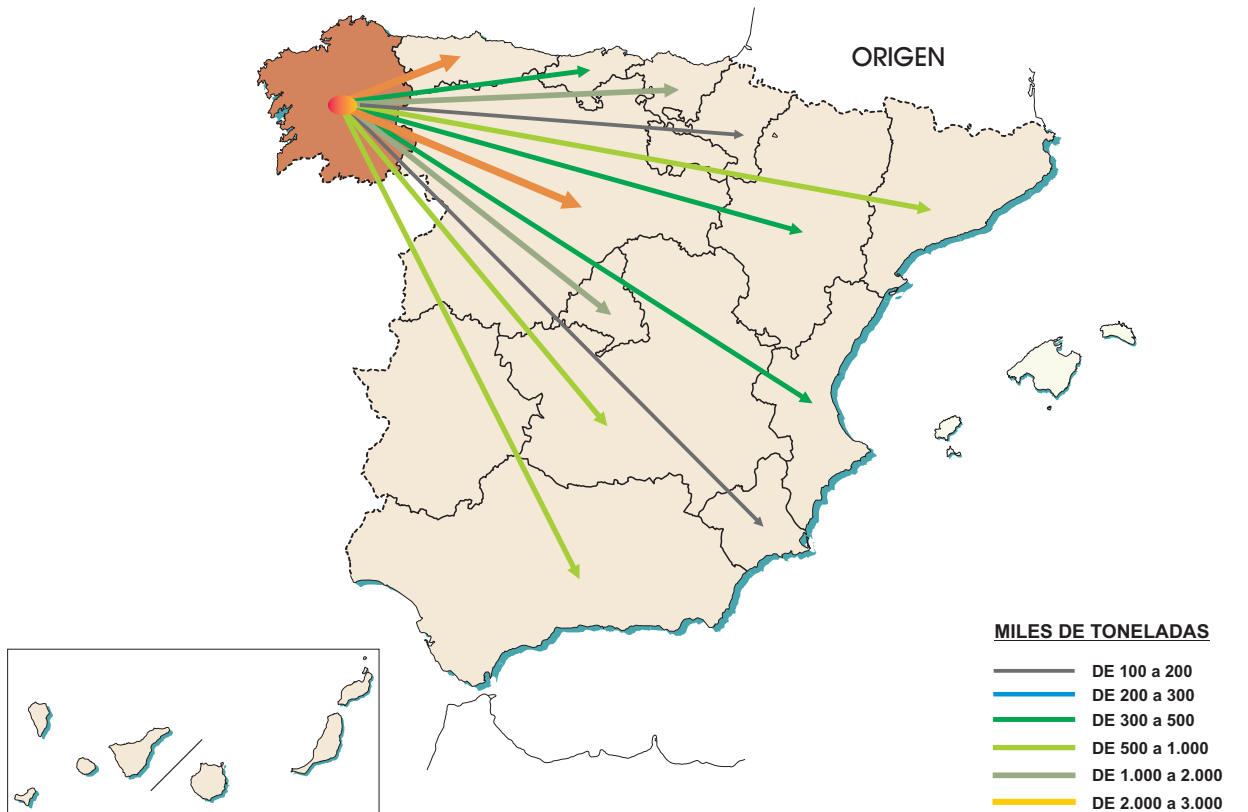 ORIGEN
MILES DE TONELADAS
DE 100 a 200
DE 200 a 300
DE 300 a 500
DE 500 a 1.000
DE 1.000 a 2.000
DE 2.000 a 3.000